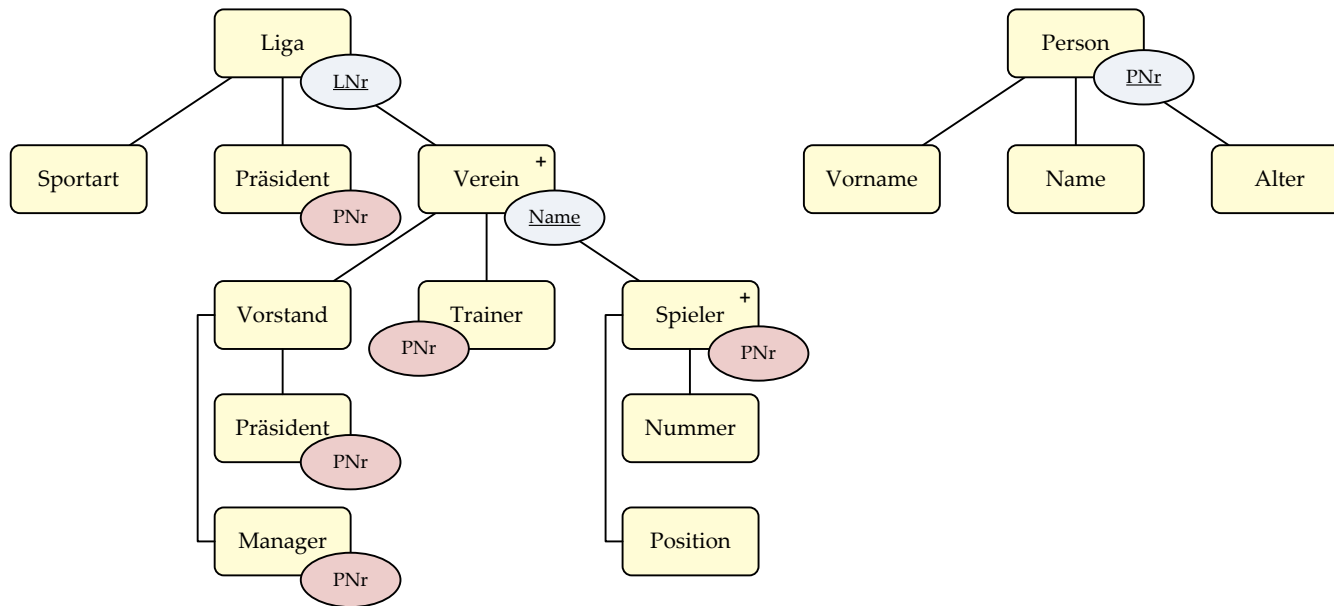 Liga
Person
LNr
PNr
Sportart
Präsident
Verein
+
Vorname
Name
Alter
PNr
Name
Vorstand
Trainer
Spieler
+
PNr
PNr
Präsident
Nummer
PNr
Manager
Position
PNr